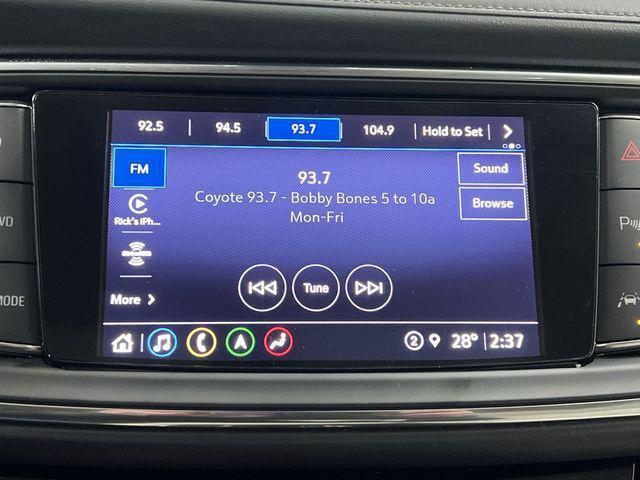 92.5 94.5 93.7 104.9 Hold to Set
FM
93.7
Sound
Coyote 93.7 - Bobby Bones 5 to 10a
Mon-Fri
Browse
Rick's iPh...
Tune
More
2 28° 2:37
MODE